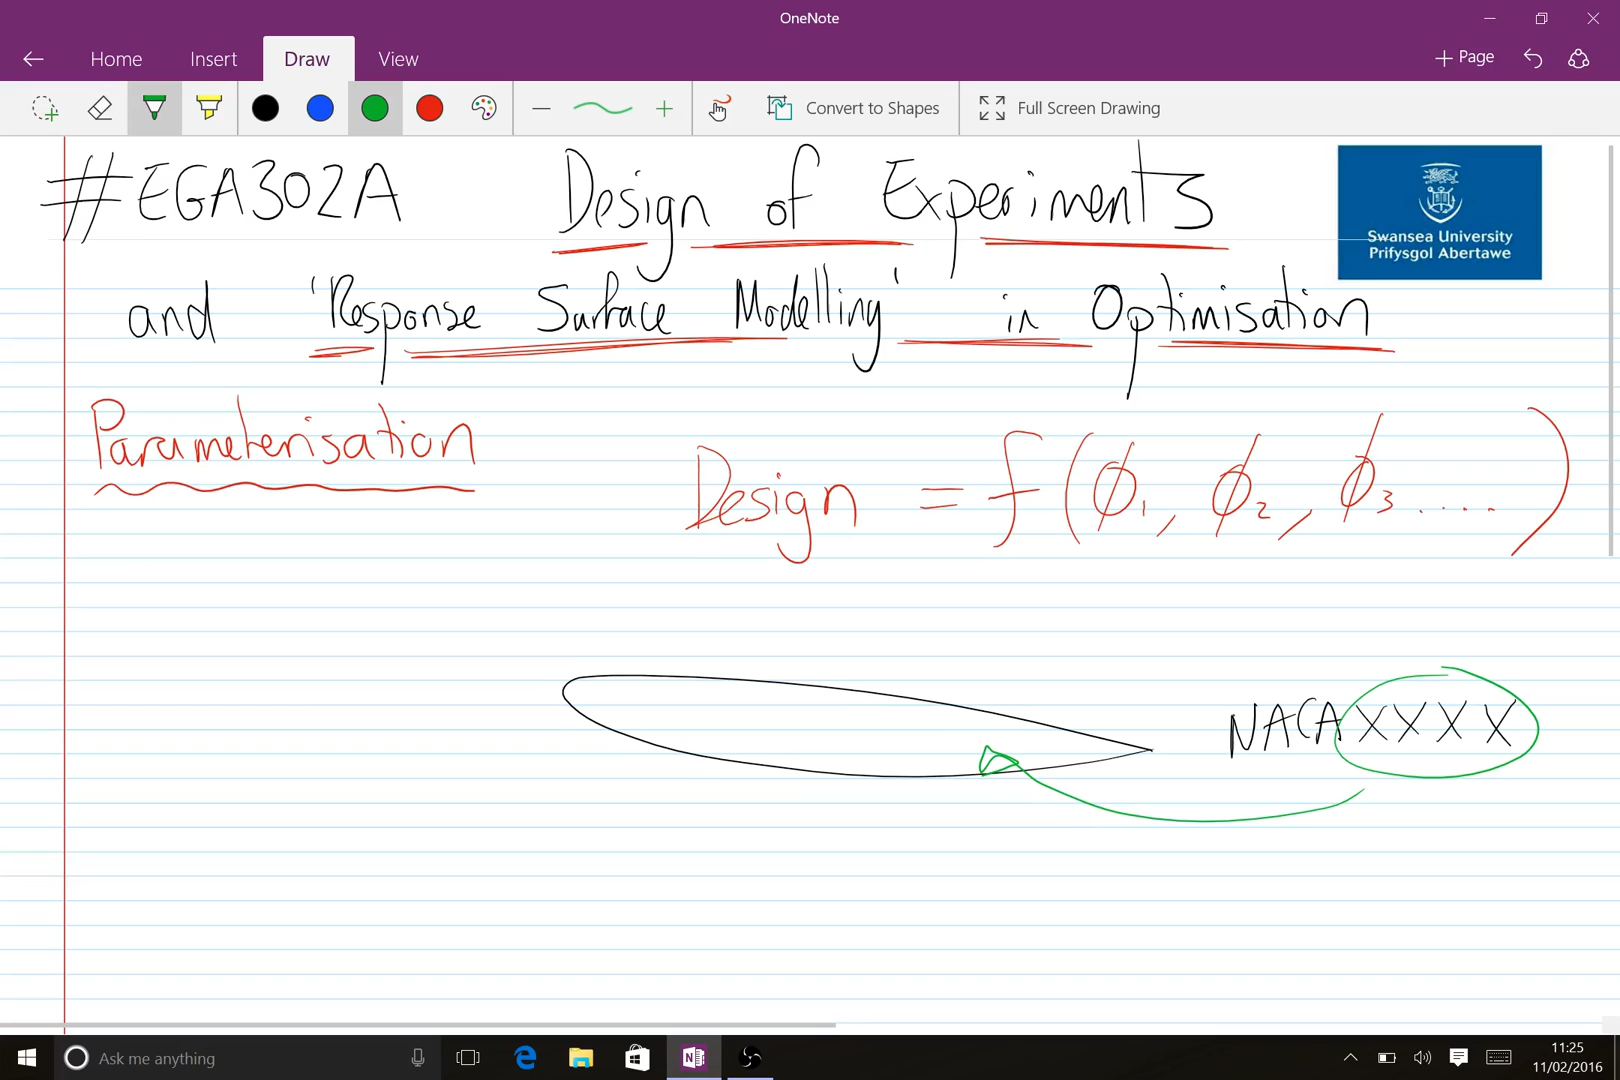 OneNote
Home Insert Draw View Page
Convert to Shapes Full Screen Drawing
#EGA302A Design of Experiments
Swansea University
Prifysgol Abertawe
and 'Response Surface Modelling' in Optimisation
Parameterisation
Design = f(ϕ₁, ϕ₂, ϕ₃....)
NACA XXXX
Ask me anything
11:25
11/02/2016